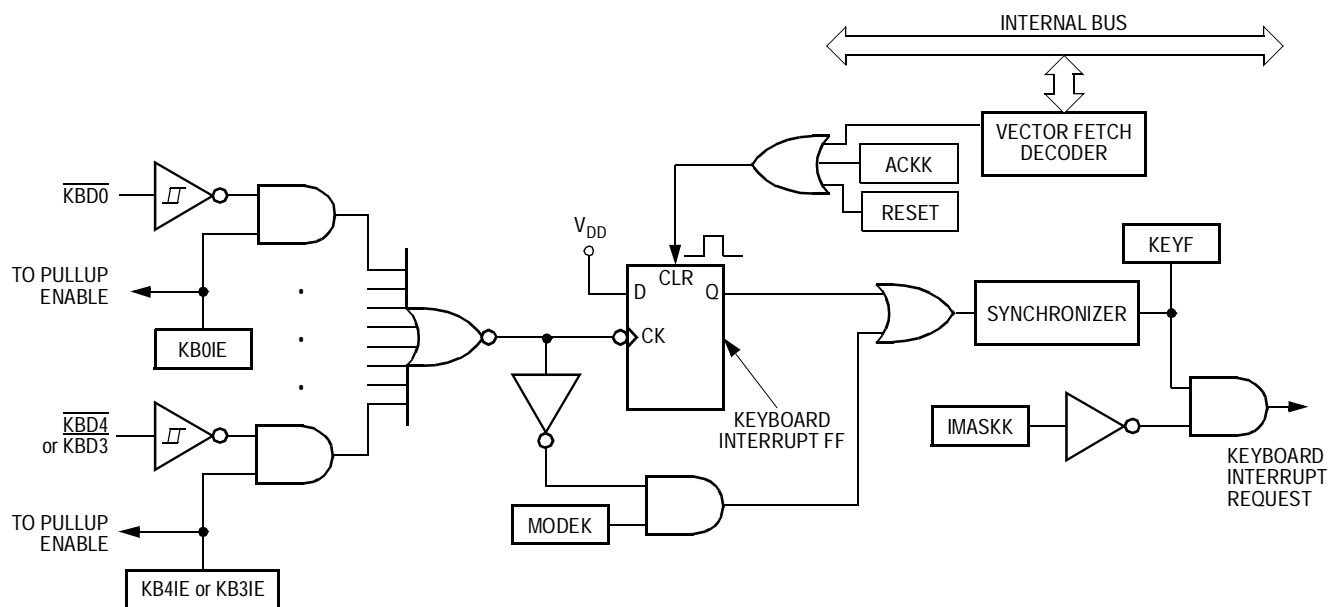 INTERNAL BUS
VECTOR FETCH
DECODER
ACKK
RESET
KBD0
VDD
KEYF
TO PULLUP
ENABLE
CLR
D
Q
SYNCHRONIZER
KB0IE
CK
KEYBOARD
INTERRUPT FF
KBD4
or KBD3
IMASKK
KEYBOARD
INTERRUPT
REQUEST
TO PULLUP
ENABLE
MODEK
KB4IE or KB3IE